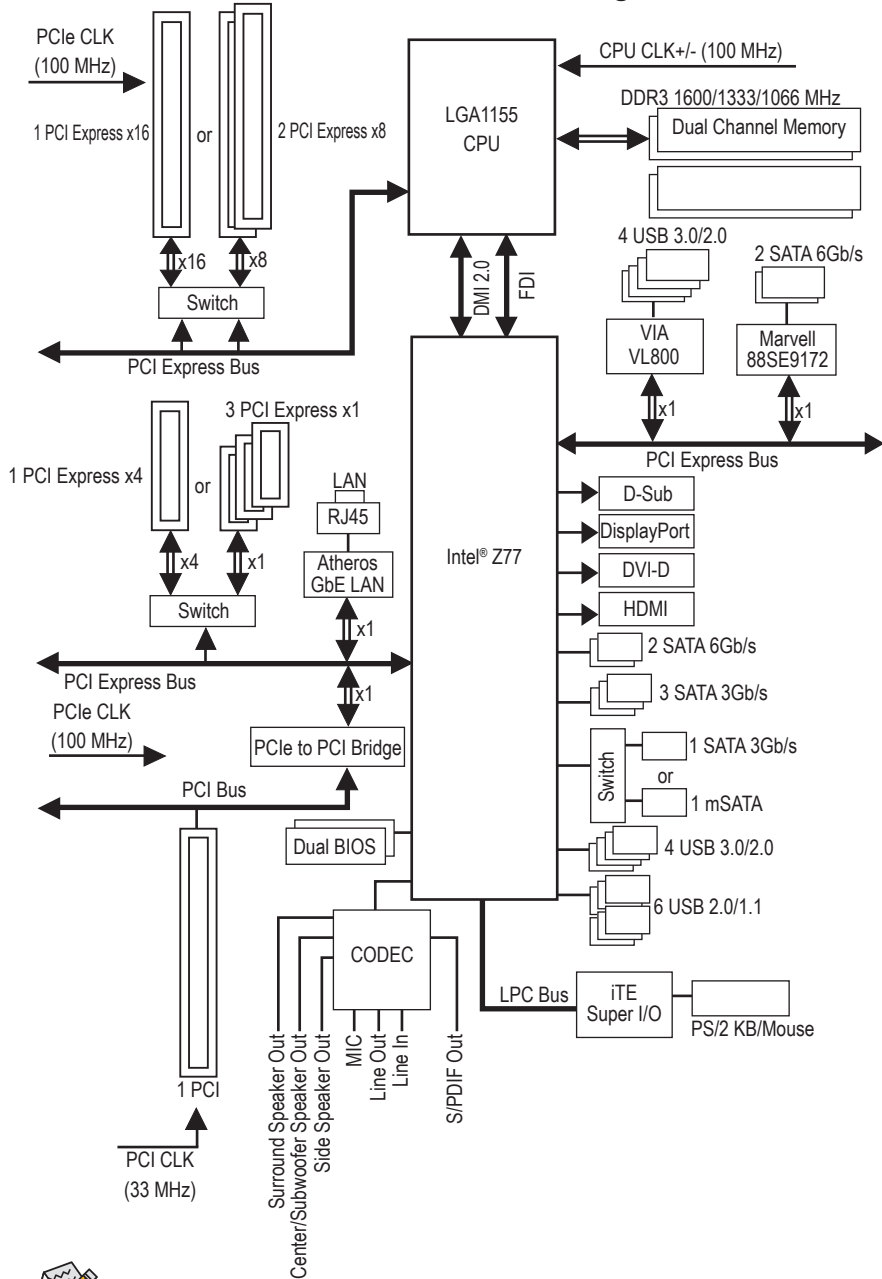 PCIe CLK
(100 MHz)
1 PCI Express x16
or
2 PCI Express x8
x16
x8
Switch
PCI Express Bus
LGA1155
CPU
CPU CLK+/- (100 MHz)
DDR3 1600/1333/1066 MHz
Dual Channel Memory
DMI 2.0
FDI
4 USB 3.0/2.0
2 SATA 6Gb/s
VIA
VL800
Marvell
88SE9172
x1
x1
PCI Express Bus
1 PCI Express x4
or
3 PCI Express x1
x4
x1
Switch
LAN
RJ45
Atheros
GbE LAN
x1
PCI Express Bus
PCIe CLK
(100 MHz)
x1
PCIe to PCI Bridge
PCI Bus
Intel® Z77
D-Sub
DisplayPort
DVI-D
HDMI
2 SATA 6Gb/s
3 SATA 3Gb/s
Switch
1 SATA 3Gb/s
or
1 mSATA
4 USB 3.0/2.0
6 USB 2.0/1.1
Dual BIOS
CODEC
LPC Bus
iTE
Super I/O
PS/2 KB/Mouse
Surround Speaker Out
Center/Subwoofer Speaker Out
Side Speaker Out
MIC
Line Out
Line In
S/PDIF Out
1 PCI
PCI CLK
(33 MHz)